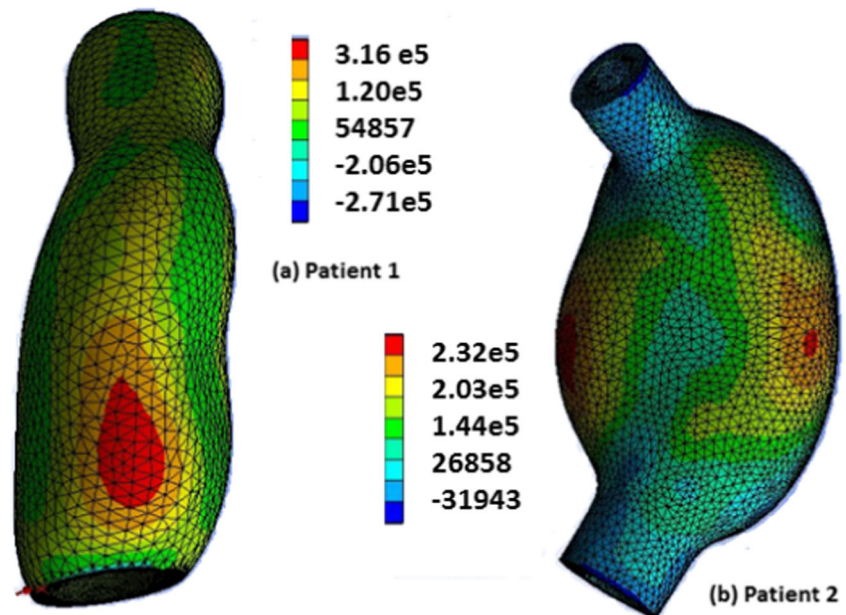 3.16 e5
1.20e5
54857
-2.06e5
-2.71e5
(a) Patient 1
2.32e5
2.03e5
1.44e5
26858
-31943
(b) Patient 2